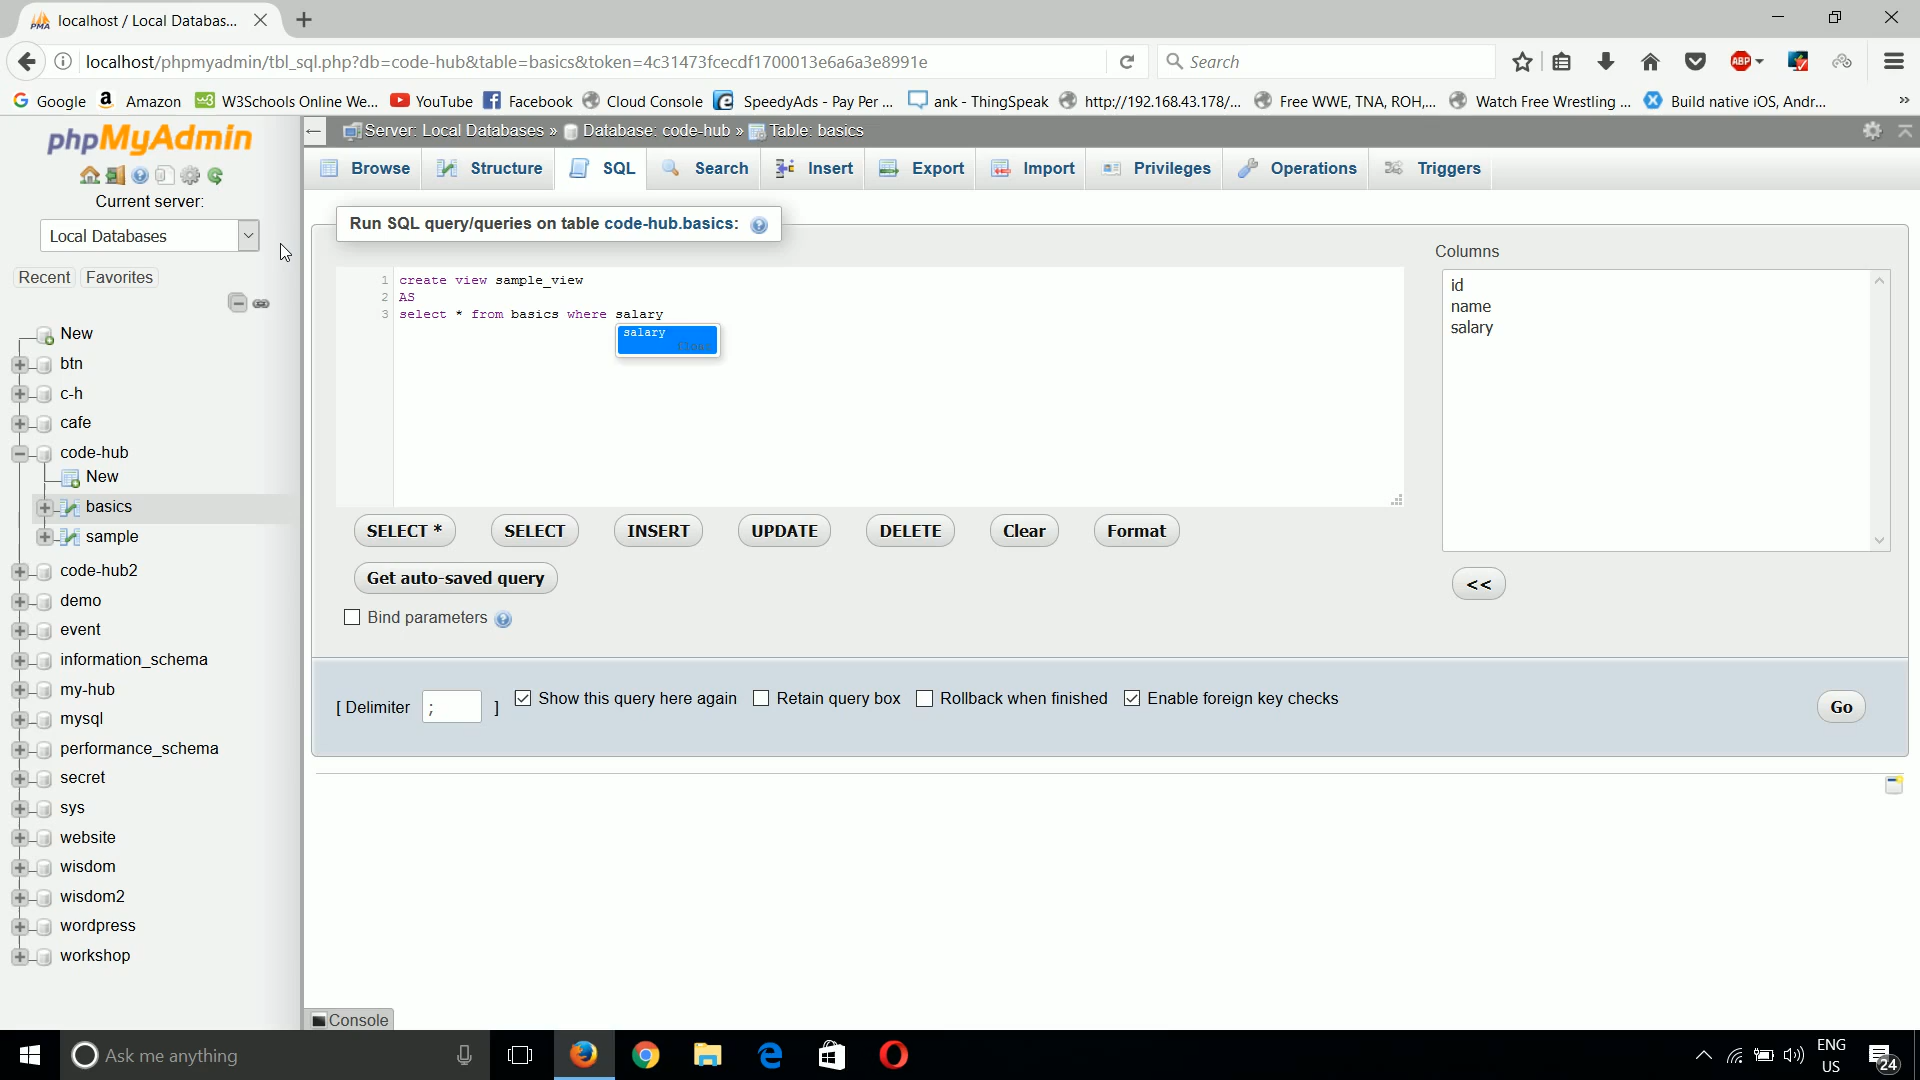 localhost / Local Databas...
localhost/phpmyadmin/tbl_sql.php?db=code-hub&table=basics&token=4c31473fcecdf1700013e6a6a3e8991e
Search
ABP
Google Amazon W3Schools Online We... YouTube Facebook Cloud Console SpeedyAds - Pay Per ... ank - ThingSpeak http://192.168.43.178/... Free WWE, TNA, ROH,... Watch Free Wrestling ... Build native iOS, Andr...
phpMyAdmin
Current server:
Local Databases
Recent Favorites
New
btn
c-h
cafe
code-hub
New
basics
sample
code-hub2
demo
event
information_schema
my-hub
mysql
performance_schema
secret
sys
website
wisdom
wisdom2
wordpress
workshop
Server: Local Databases » Database: code-hub » Table: basics
Browse Structure SQL Search Insert Export Import Privileges Operations Triggers
Run SQL query/queries on table code-hub.basics:
1 create view sample_view
2 AS
3 select * from basics where salary
salary
Columns
id
name
salary
SELECT * SELECT INSERT UPDATE DELETE Clear Format
Get auto-saved query
<<
Bind parameters
[ Delimiter ; ] Show this query here again Retain query box Rollback when finished Enable foreign key checks
Go
Console
Ask me anything
ENG
US
24